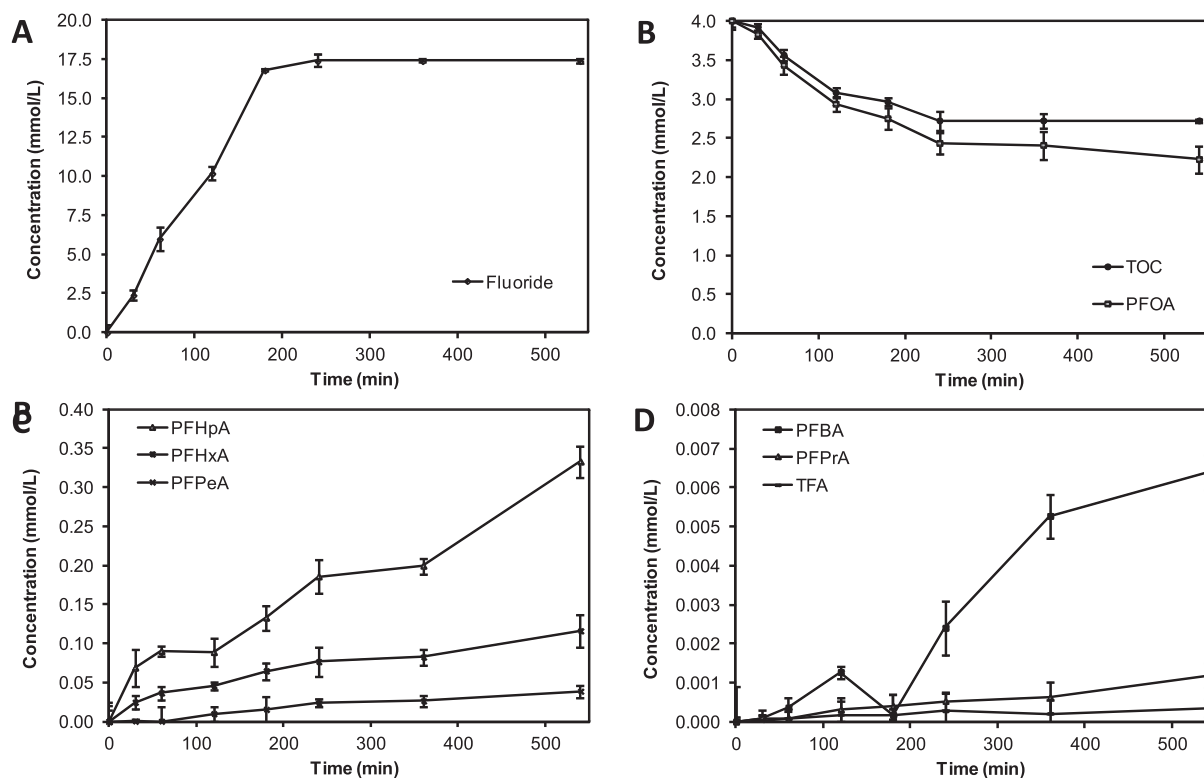 A
20.0
17.5
15.0
12.5
10.0
7.5
5.0
2.5
0.0
Concentration (mmol/L)
Fluoride
0 100 200 300 400 500
Time (min)
B
4.0
3.5
3.0
2.5
2.0
1.5
1.0
0.5
0.0
Concentration (mmol/L)
TOC
PFOA
0 100 200 300 400 500
Time (min)
B
C
0.40
0.35
0.30
0.25
0.20
0.15
0.10
0.05
0.00
Concentration (mmol/L)
PFHpA
PFHxA
PFPeA
0 100 200 300 400 500
Time (min)
D
0.008
0.007
0.006
0.005
0.004
0.003
0.002
0.001
0.000
Concentration (mmol/L)
PFBA
PFPrA
TFA
0 100 200 300 400 500
Time (min)